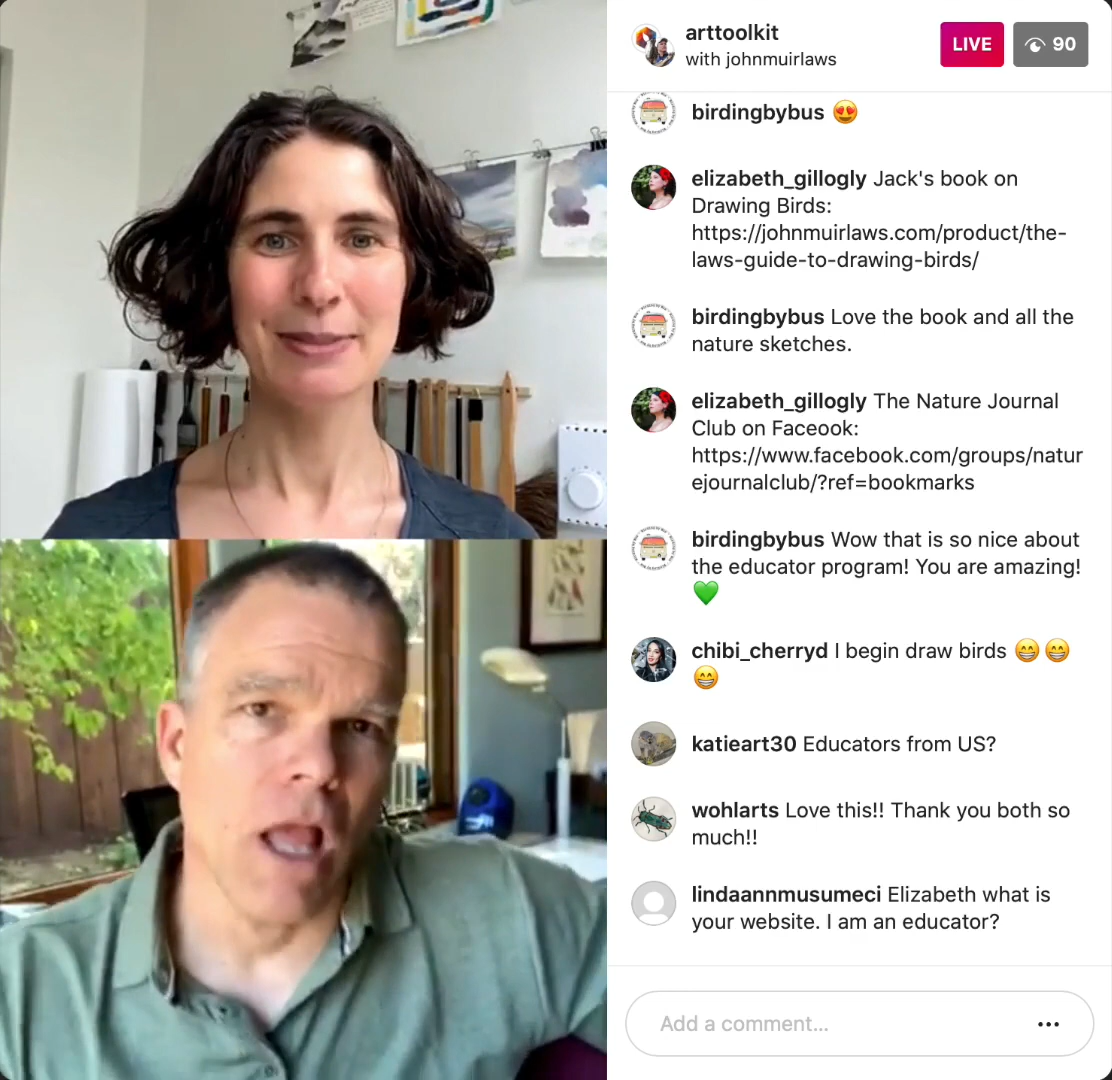 arttoolkit
with johnmuirlaws
LIVE
90
birdingbybus 😍
elizabeth_gillogly Jack's book on
Drawing Birds:
https://johnmuirlaws.com/product/the-
laws-guide-to-drawing-birds/
birdingbybus Love the book and all the
nature sketches.
elizabeth_gillogly The Nature Journal
Club on Faceook:
https://www.facebook.com/groups/natur
ejournalclub/?ref=bookmarks
birdingbybus Wow that is so nice about
the educator program! You are amazing!
💚
chibi_cherryd I begin draw birds 😁 😁
😁
katieart30 Educators from US?
wohlarts Love this!! Thank you both so
much!!
lindaannmusumeci Elizabeth what is
your website. I am an educator?
Add a comment...